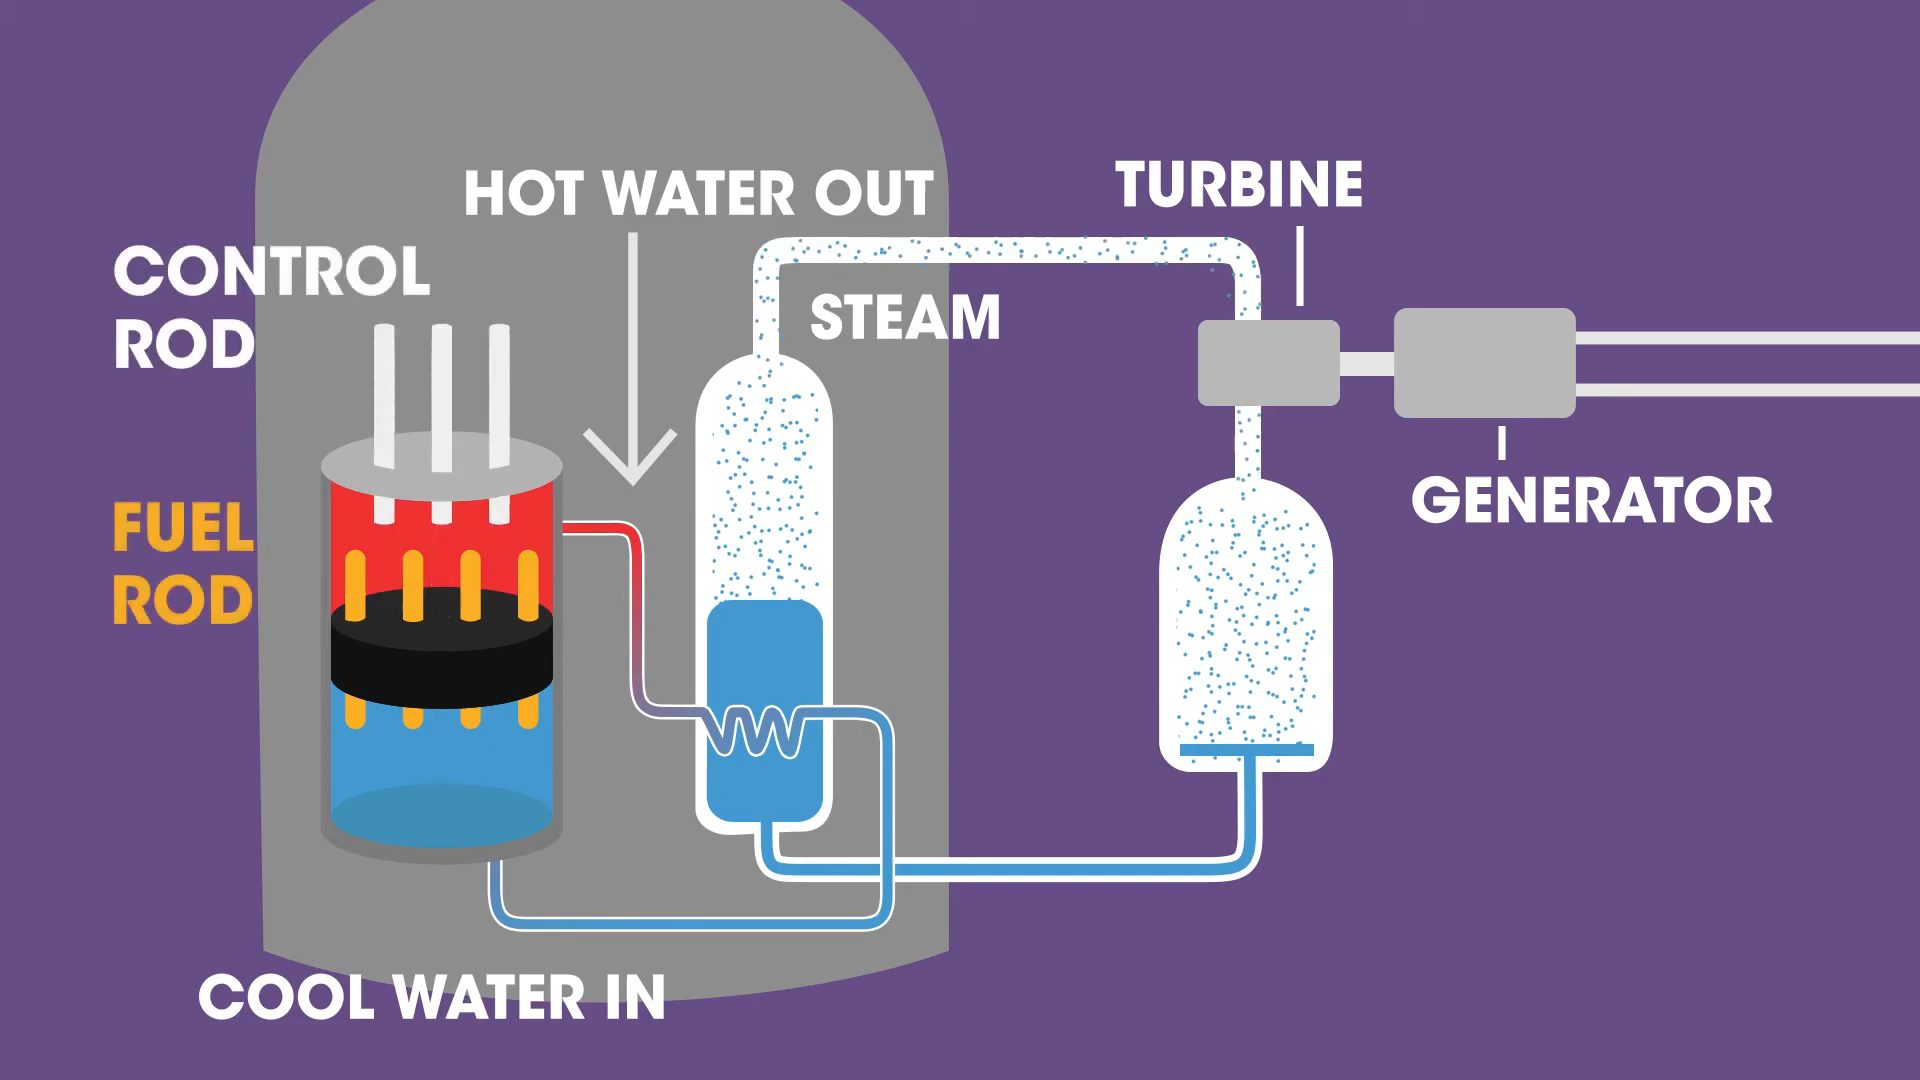 HOT WATER OUT
TURBINE
CONTROL
ROD
STEAM
FUEL
ROD
GENERATOR
COOL WATER IN